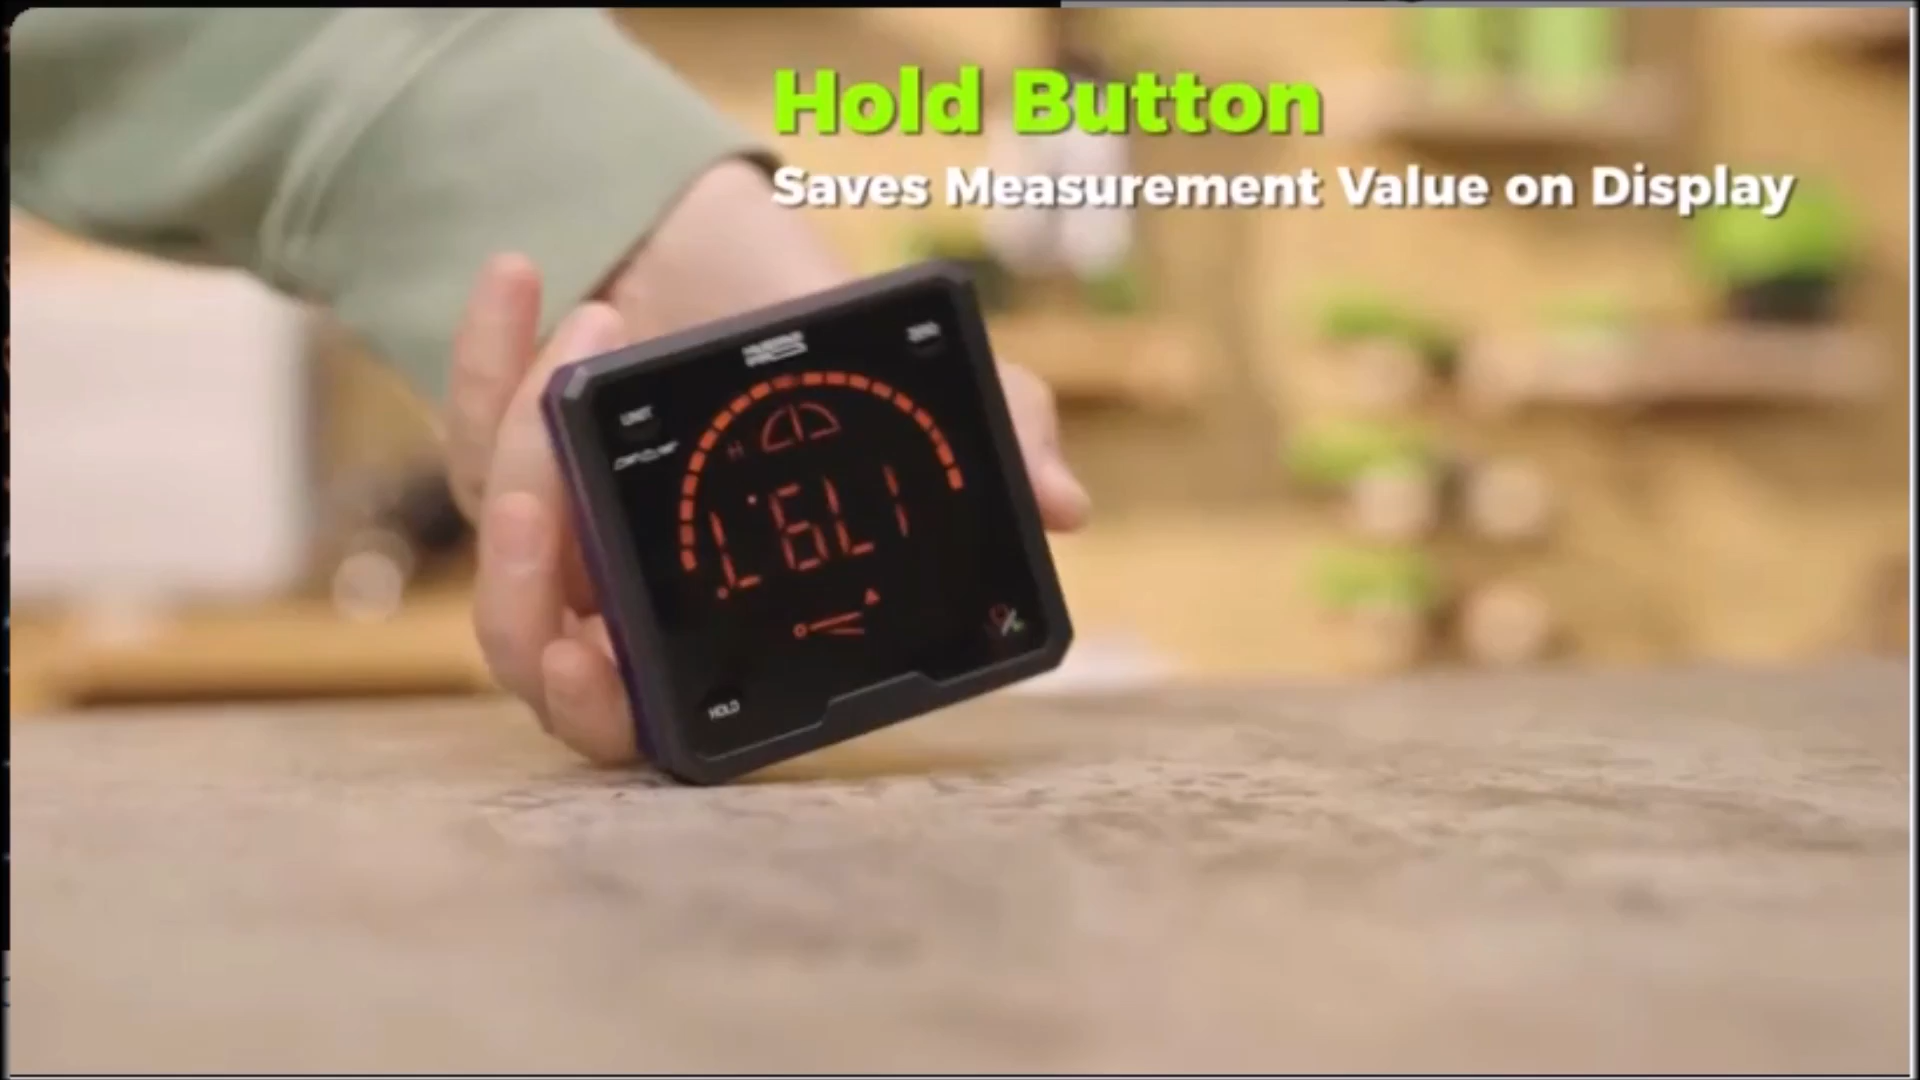 Hold Button
Saves Measurement Value on Display
UNIT
H
HOLD